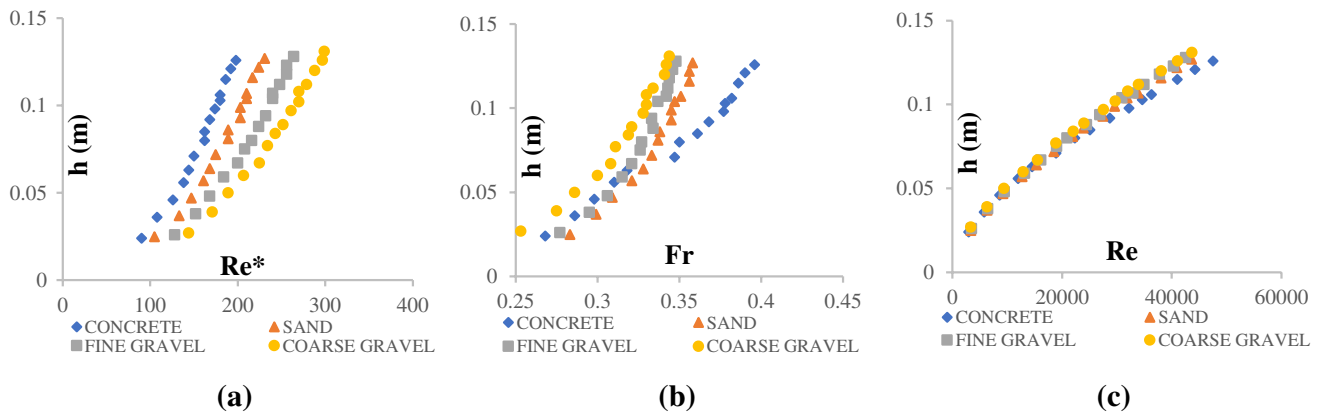 0.15
0.1
0.05
0
h (m)
0
100
200
300
400
Re*
CONCRETE
SAND
FINE GRAVEL
COARSE GRAVEL
(a)
0.15
0.1
0.05
0
h (m)
0.25
0.3
0.35
0.4
0.45
Fr
CONCRETE
SAND
FINE GRAVEL
COARSE GRAVEL
(b)
0.15
0.1
0.05
0
h (m)
0
20000
40000
60000
Re
CONCRETE
SAND
FINE GRAVEL
COARSE GRAVEL
(c)